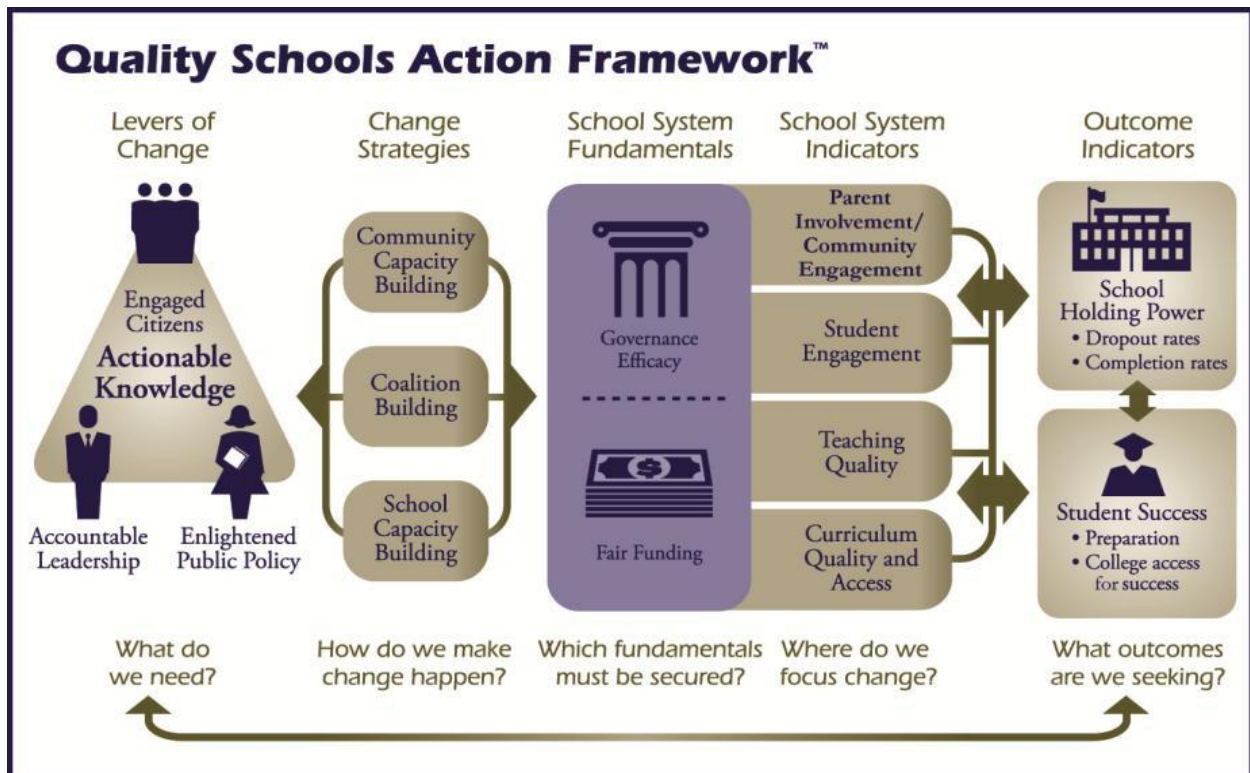 Quality Schools Action Framework™
Levers of
Change
Change
Strategies
School System
Fundamentals
School System
Indicators
Outcome
Indicators
Engaged
Citizens
Actionable
Knowledge
Accountable
Leadership
Enlightened
Public Policy
Community
Capacity
Building
Coalition
Building
School
Capacity
Building
Governance
Efficacy
Fair Funding
Parent
Involvement/
Community
Engagement
Student
Engagement
Teaching
Quality
Curriculum
Quality and
Access
School
Holding Power
• Dropout rates
• Completion rates
Student Success
• Preparation
• College access
for success
What do
we need?
How do we make
change happen?
Which fundamentals
must be secured?
Where do we
focus change?
What outcomes
are we seeking?